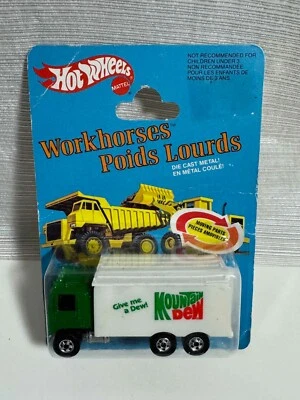 Hot Wheels
MATTEL
NOT RECOMMENDED FOR
CHILDREN UNDER 3
NON RECOMMANDÉE
POUR LES ENFANTS DE
MOINS DE 3 ANS
Workhorses
Poids Lourds
DIE CAST METAL!
EN MÉTAL COULÉ!
MOVING PARTS
PIÈCES AMOVIBLES
Give me
a Dew!
MOUNTAIN
DEW